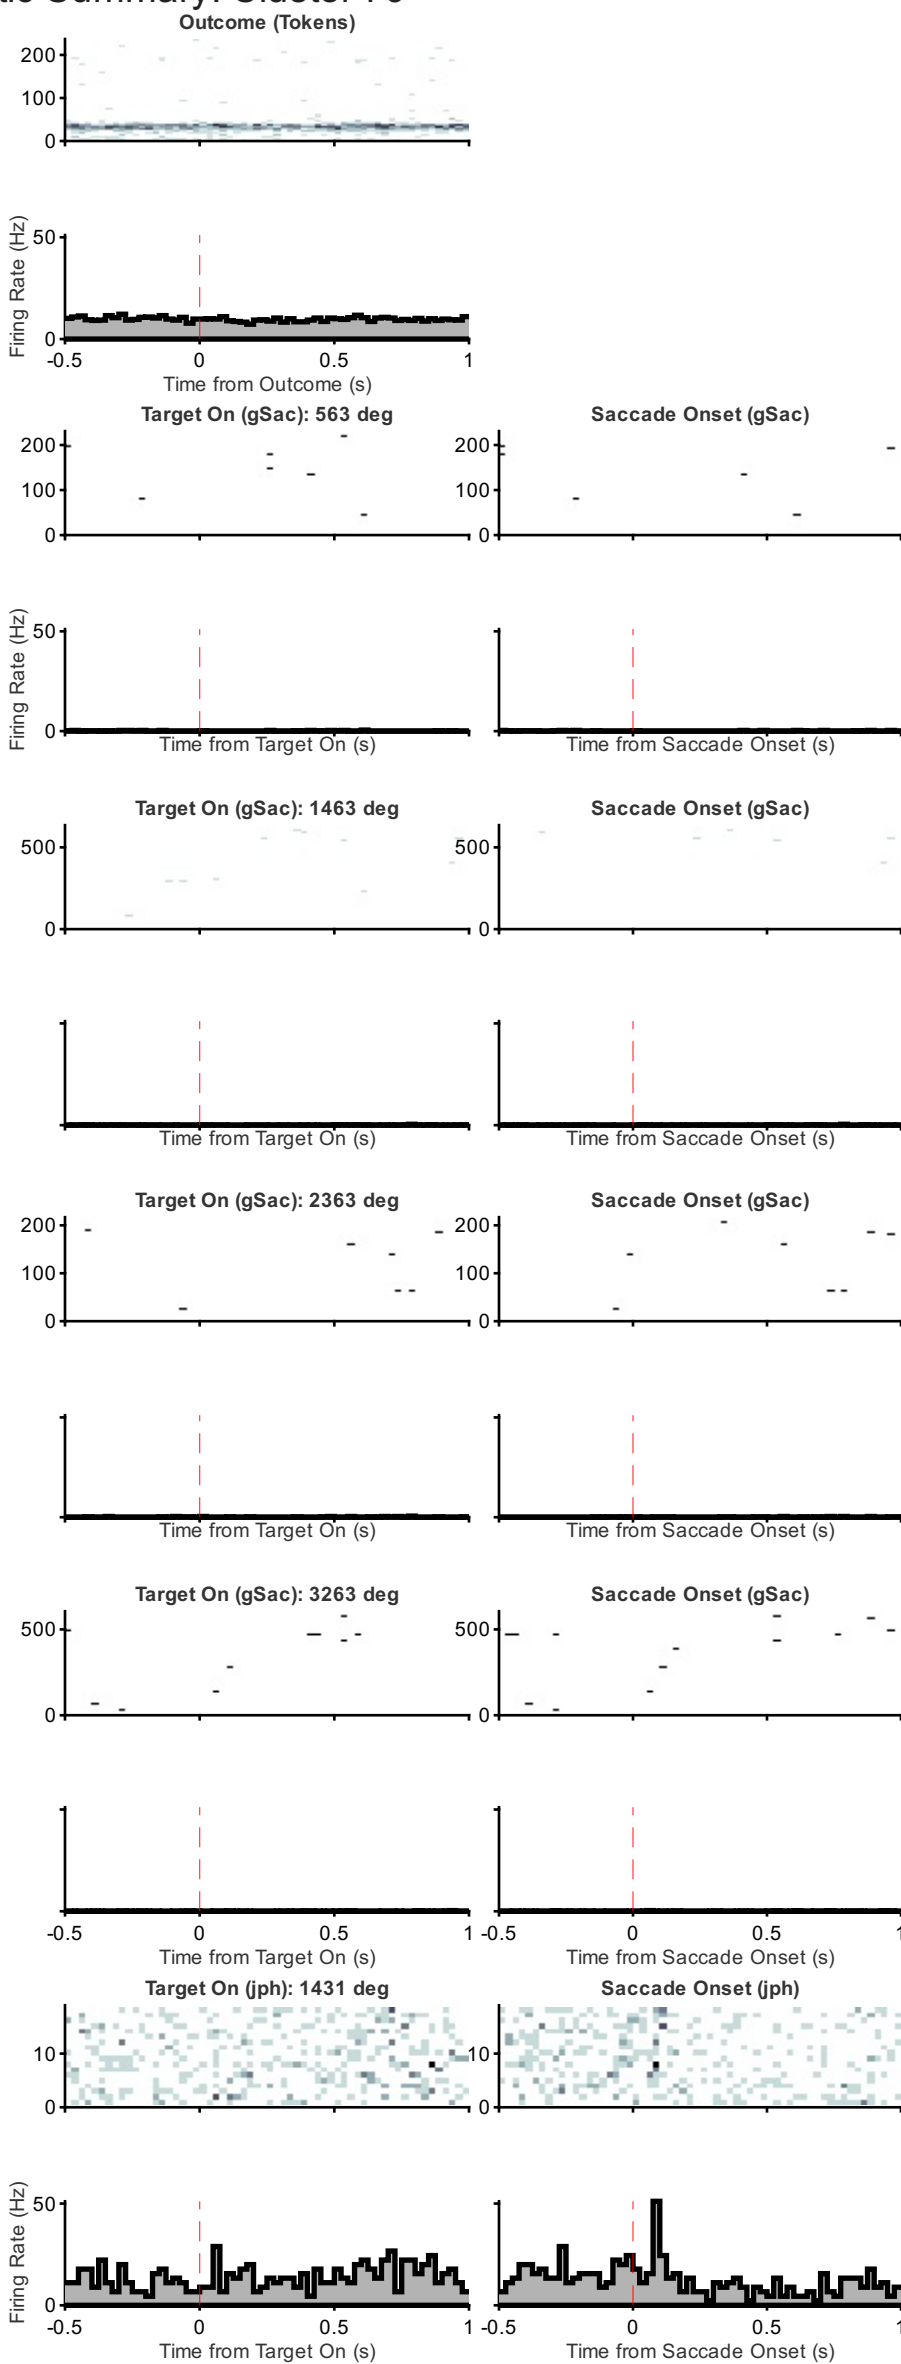 Summary: Cluster
Outcome (Tokens)
200
100
0
Firing Rate (Hz)
50
0
-0.5 0 0.5 1
Time from Outcome (s)
Target On (gSac): 563 deg Saccade Onset (gSac)
200 200
100 100
0 0
Firing Rate (Hz)
50
0
Time from Target On (s) Time from Saccade Onset (s)
Target On (gSac): 1463 deg Saccade Onset (gSac)
500 500
0 0
Time from Target On (s) Time from Saccade Onset (s)
Target On (gSac): 2363 deg Saccade Onset (gSac)
200 200
100 100
0 0
Time from Target On (s) Time from Saccade Onset (s)
Target On (gSac): 3263 deg Saccade Onset (gSac)
500 500
0 0
-0.5 0 0.5 1 -0.5 0 0.5 1
Time from Target On (s) Time from Saccade Onset (s)
Target On (jph): 1431 deg Saccade Onset (jph)
10 10
0 0
Firing Rate (Hz)
50
0
-0.5 0 0.5 1 -0.5 0 0.5 1
Time from Target On (s) Time from Saccade Onset (s)